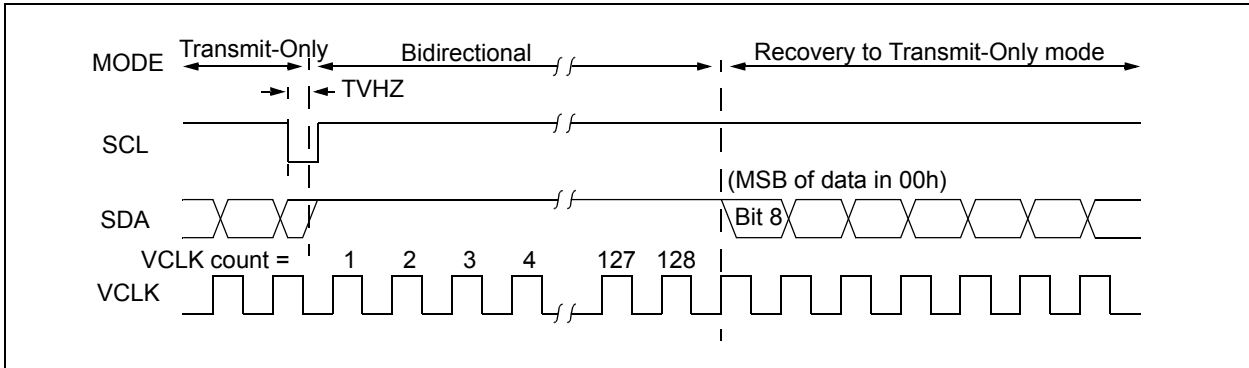 MODE Transmit-Only Bidirectional Recovery to Transmit-Only mode
TVHZ
SCL
(MSB of data in 00h)
SDA Bit 8
VCLK count = 1 2 3 4 127 128
VCLK